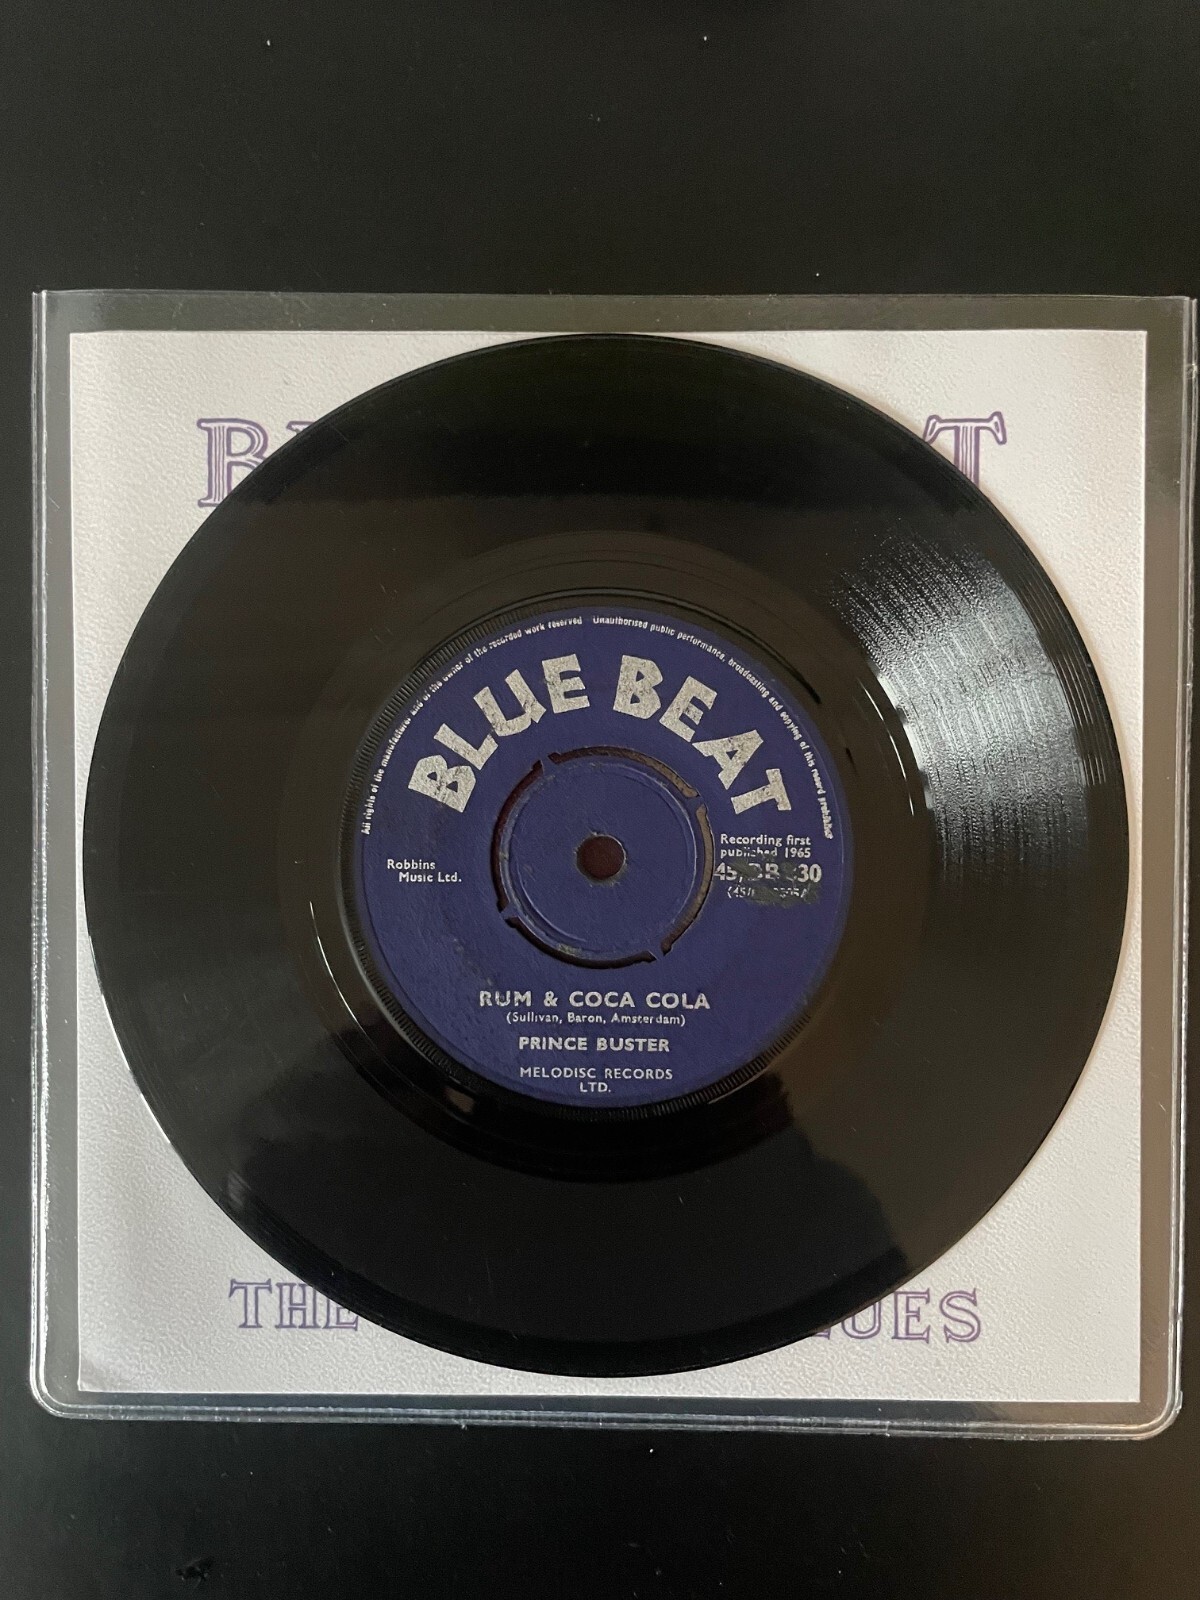 All rights of the manufacturer and of the owner of the recorded work reserved Unauthorised public performance, broadcasting and copying of this record prohibited
BLUE BEAT
Recording first
published 1965
Robbins
Music Ltd.
RUM & COCA COLA
(Sullivan, Baron, Amsterdam)
PRINCE BUSTER
MELODISC RECORDS
LTD.
THE